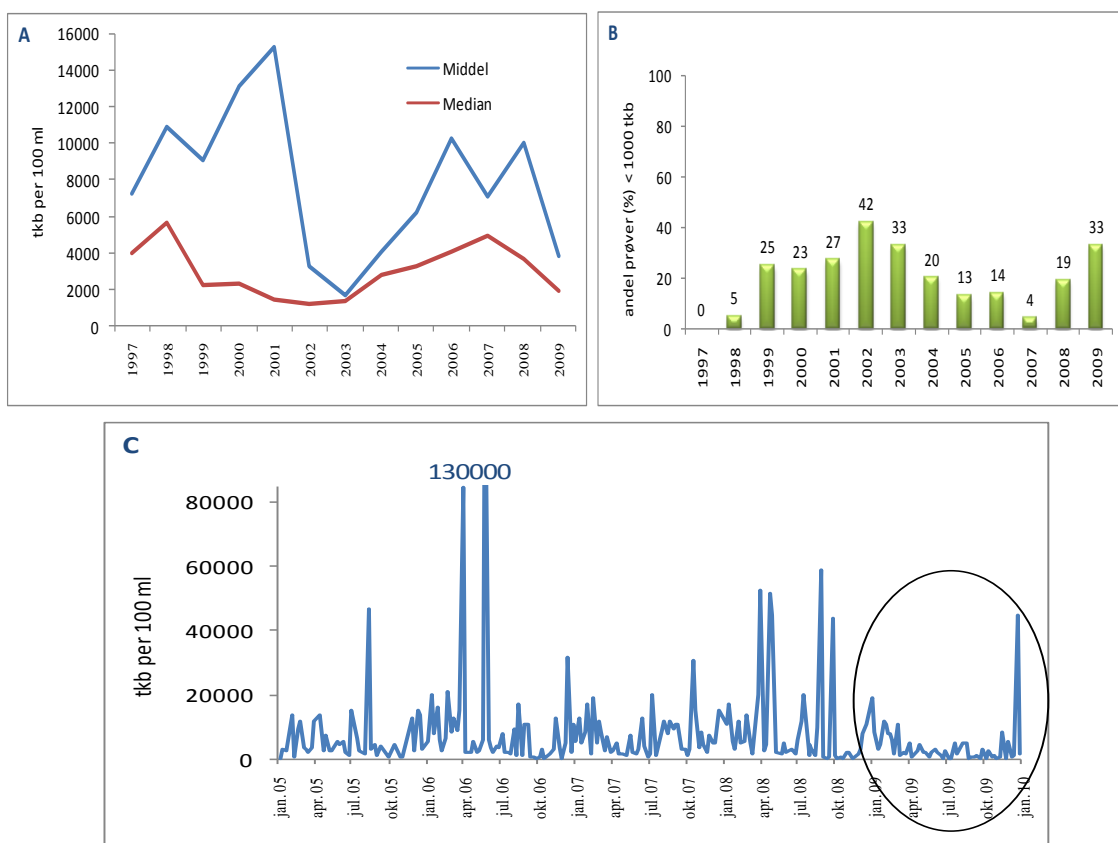 A
tkb per 100 ml
16000
14000
12000
10000
8000
6000
4000
2000
0
Middel
Median
1997
1998
1999
2000
2001
2002
2003
2004
2005
2006
2007
2008
2009
B
andel prøver (%) < 1000 tkb
100
80
60
40
20
0
0
5
25
23
27
42
33
20
13
14
4
19
33
1997
1998
1999
2000
2001
2002
2003
2004
2005
2006
2007
2008
2009
C
130000
tkb per 100 ml
80000
60000
40000
20000
0
jan. 05
apr. 05
jul. 05
okt. 05
jan. 06
apr. 06
jul. 06
okt. 06
jan. 07
apr. 07
jul. 07
okt. 07
jan. 08
apr. 08
jul. 08
okt. 08
jan. 09
apr. 09
jul. 09
okt. 09
jan. 10